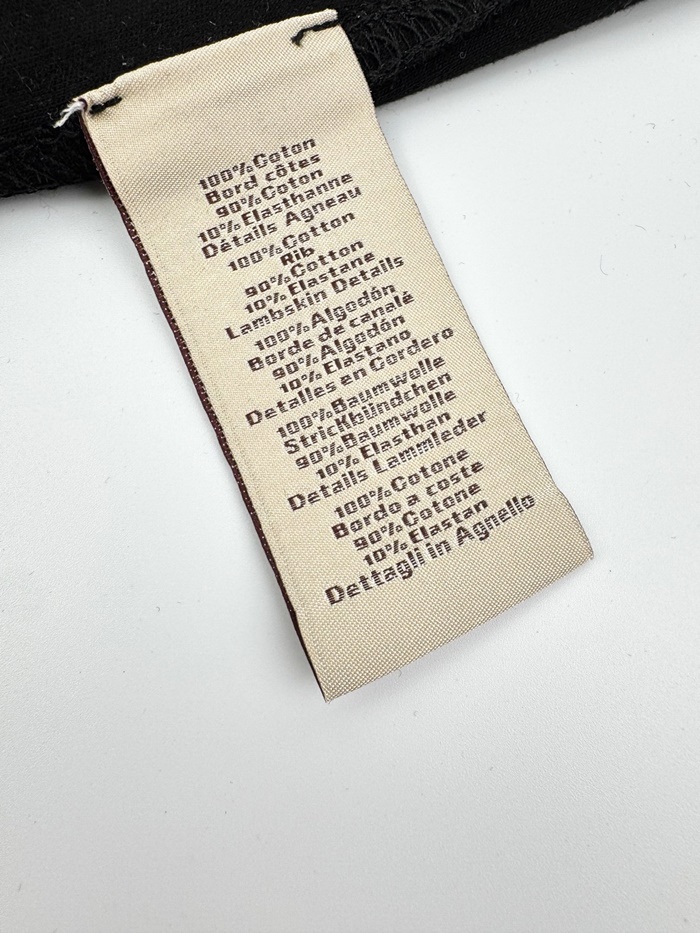 100%Coton
Bord côtes
90%Coton
10%Elasthanne
Détails Agneau
100%Cotton
Rib
90%Cotton
10%Elastane
Lambskin Details
100%Algodón
Borde de canalé
90%Algodón
10%Elastano
Detalles en Cordero
100%Baumwolle
Strickbündchen
90%Baumwolle
10%Elasthan
Details Lammleder
100%Cotone
Bordo a coste
90%Cotone
10%Elastan
Dettagli in Agnello